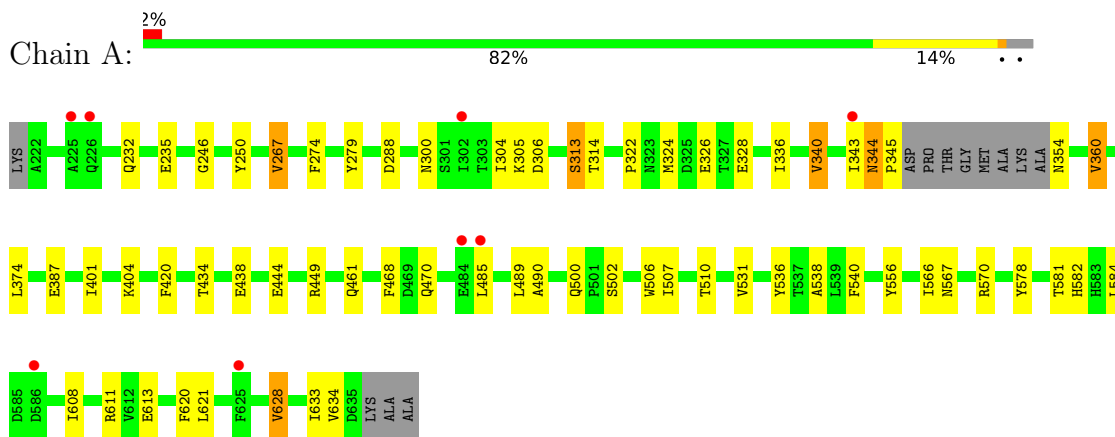 2%
Chain A:
82% 14% • •
LYS A222 A225 Q226 Q232 E235 G246 Y250 V267 F274 Y279 D288 N300 S301 I302 T303 I304 K305 D306 S313 T314 P322 N323 M324 D325 E326 T327 E328 I336 V340 I343 N344 P345 ASP PRO THR GLY MET ALA LYS ALA N354 V360
L374 E387 I401 K404 F420 T434 E438 E444 R449 Q461 F468 D469 Q470 E484 L485 L489 A490 Q500 P501 S502 W506 I507 T510 V531 Y536 T537 A538 L539 F540 Y556 I566 N567 R570 Y578 T581 H582 H583 L584
D585 D586 I608 R611 V612 E613 F620 L621 F625 V628 I633 V634 D635 LYS ALA ALA